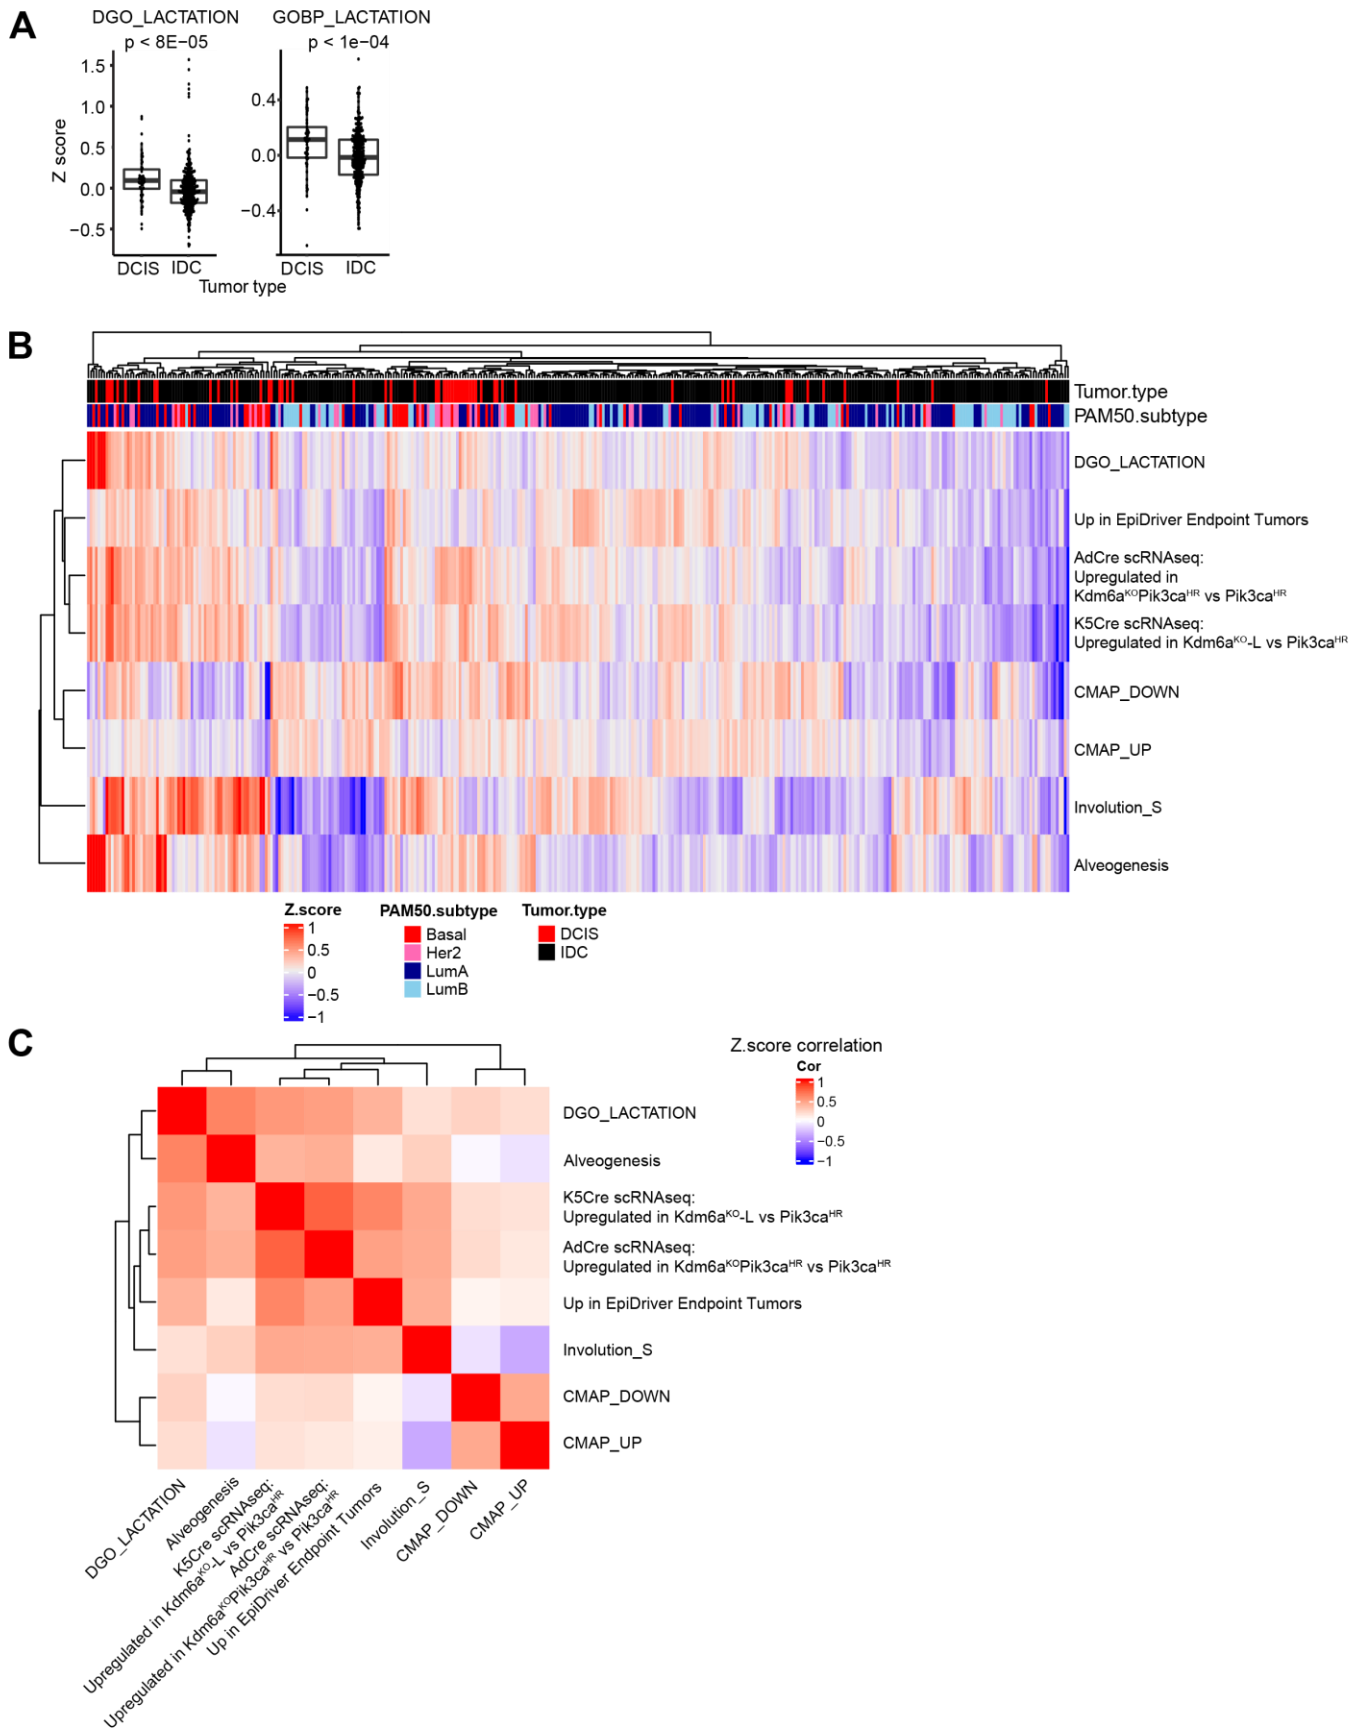 A
DGO_LACTATION
p < 8E−05
GOBP_LACTATION
p < 1e−04
Z score
1.5
1.0
0.5
0.0
−0.5
0.4
0.0
−0.4
DCIS
IDC
DCIS
IDC
Tumor type
B
Tumor.type
PAM50.subtype
DGO_LACTATION
Up in EpiDriver Endpoint Tumors
AdCre scRNAseq:
Upregulated in
Kdm6aᴷᴼPik3caᴴᴿ vs Pik3caᴴᴿ
K5Cre scRNAseq:
Upregulated in Kdm6aᴷᴼ-L vs Pik3caᴴᴿ
CMAP_DOWN
CMAP_UP
Involution_S
Alveogenesis
Z.score
1
0.5
0
−0.5
−1
PAM50.subtype
Basal
Her2
LumA
LumB
Tumor.type
DCIS
IDC
C
Z.score correlation
Cor
1
0.5
0
−0.5
−1
DGO_LACTATION
Alveogenesis
K5Cre scRNAseq:
Upregulated in Kdm6aᴷᴼ-L vs Pik3caᴴᴿ
AdCre scRNAseq:
Upregulated in Kdm6aᴷᴼPik3caᴴᴿ vs Pik3caᴴᴿ
Up in EpiDriver Endpoint Tumors
Involution_S
CMAP_DOWN
CMAP_UP
DGO_LACTATION
Alveogenesis
K5Cre scRNAseq:
Upregulated in Kdm6aᴷᴼ-L vs Pik3caᴴᴿ
AdCre scRNAseq:
Upregulated in Kdm6aᴷᴼPik3caᴴᴿ vs Pik3caᴴᴿ
Up in EpiDriver Endpoint Tumors
Involution_S
CMAP_DOWN
CMAP_UP